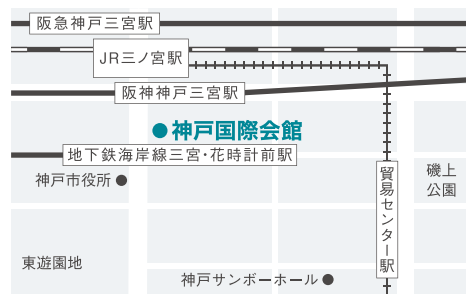 阪急神戸三宮駅
JR三ノ宮駅
阪神神戸三宮駅
●神戸国際会館
地下鉄海岸線三宮・花時計前駅
神戸市役所●
貿易センター駅
磯上
公園
東遊園地
神戸サンボーホール●